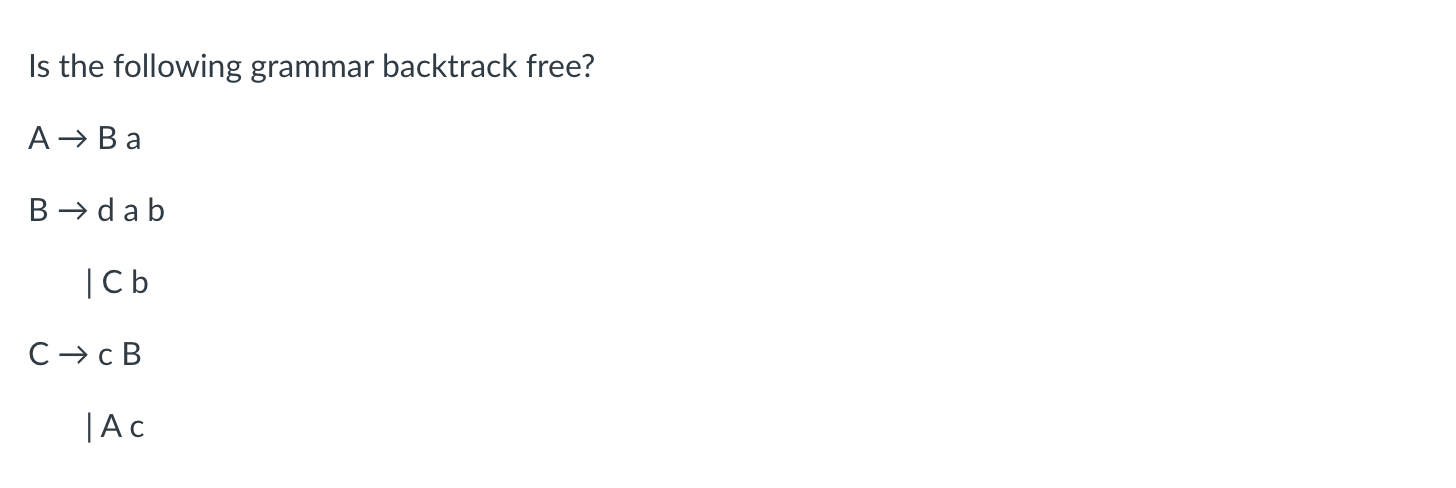 Is the following grammar backtrack free?
A → B a
B → d a b
| C b
C → c B
| A c